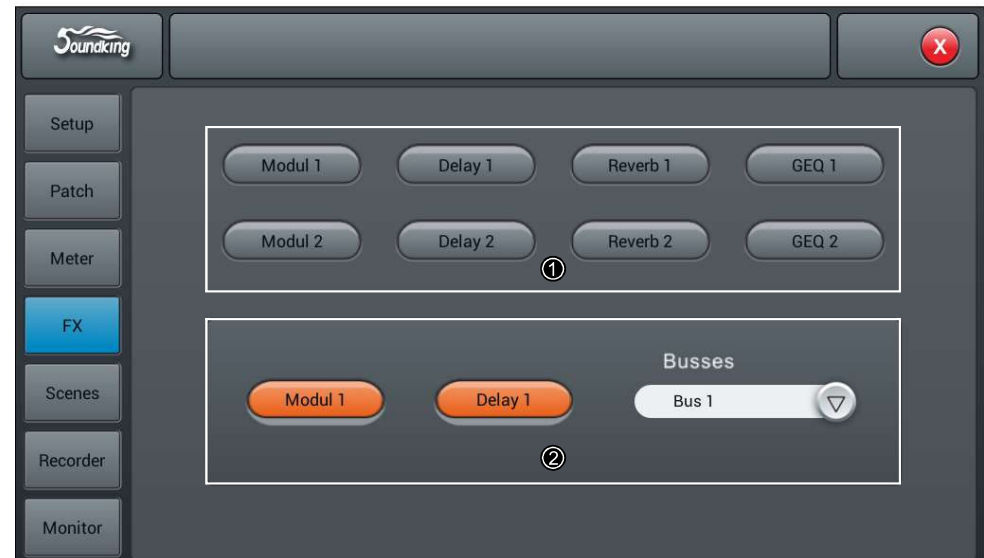 Soundking
X
Setup
Patch
Meter
FX
Scenes
Recorder
Monitor
Modul 1 Delay 1 Reverb 1 GEQ 1
Modul 2 Delay 2 Reverb 2 GEQ 2
①
Busses
Modul 1 Delay 1 Bus 1
②